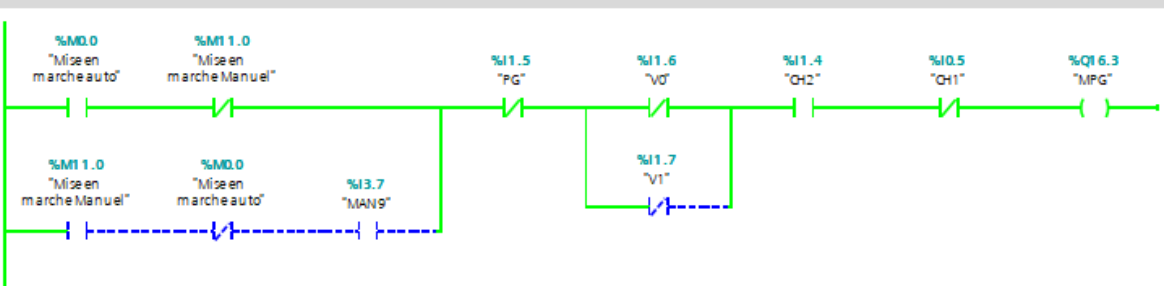 %M0.0
"Mise en
marche auto"
%M11.0
"Mise en
marche Manuel"
%I1.5
"PG"
%I1.6
"V0"
%I1.4
"CH2"
%I0.5
"CH1"
%Q16.3
"MPG"
%I1.7
"V1"
%M11.0
"Mise en
marche Manuel"
%M0.0
"Mise en
marche auto"
%I3.7
"MAN9"